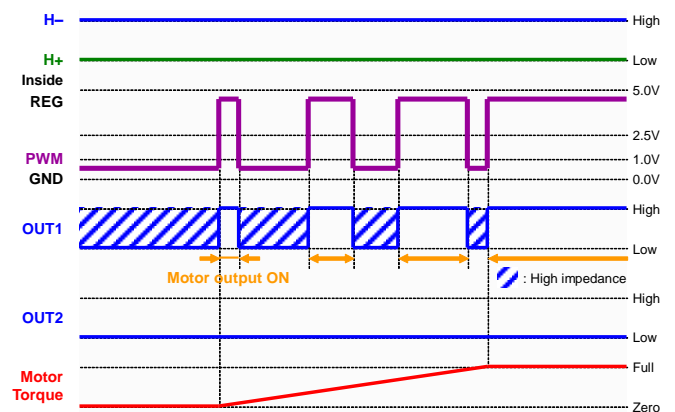 H–
High
H+
Low
Inside
REG
5.0V
2.5V
PWM
1.0V
GND
0.0V
High
OUT1
Low
Motor output ON
: High impedance
High
OUT2
Low
Full
Motor
Torque
Zero